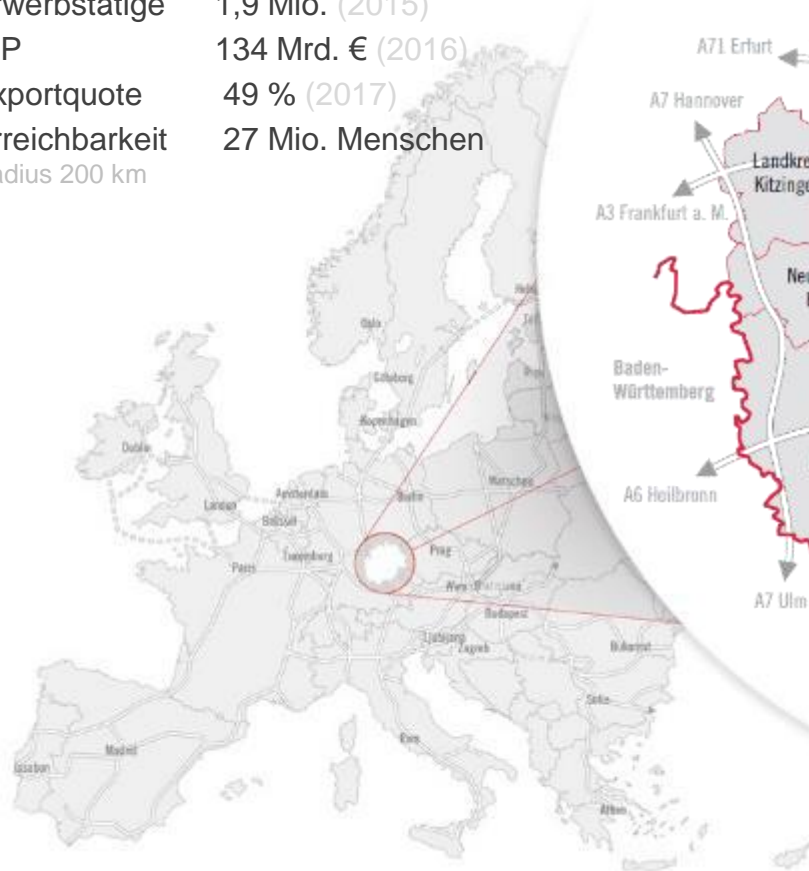 werbstätige 1,9 Mio. (2015)
P 134 Mrd. € (2016)
xportquote 49 % (2017)
rreichbarkeit 27 Mio. Menschen
adius 200 km
A71 Erfurt
A7 Hannover
Landkre
Kitzinge
A3 Frankfurt a. M.
Ne
Baden-
Württemberg
A6 Heilbronn
A7 Ulm
Oslo
Göteborg
Kopenhagen
Dublin
London
Amsterdam
Berlin
Warschau
Brüssel
Luxemburg
Prag
Paris
Wien
Budapest
Ljubljana
Zagreb
Bukarest
Sofia
Madrid
Rom
Lissabon
Athen